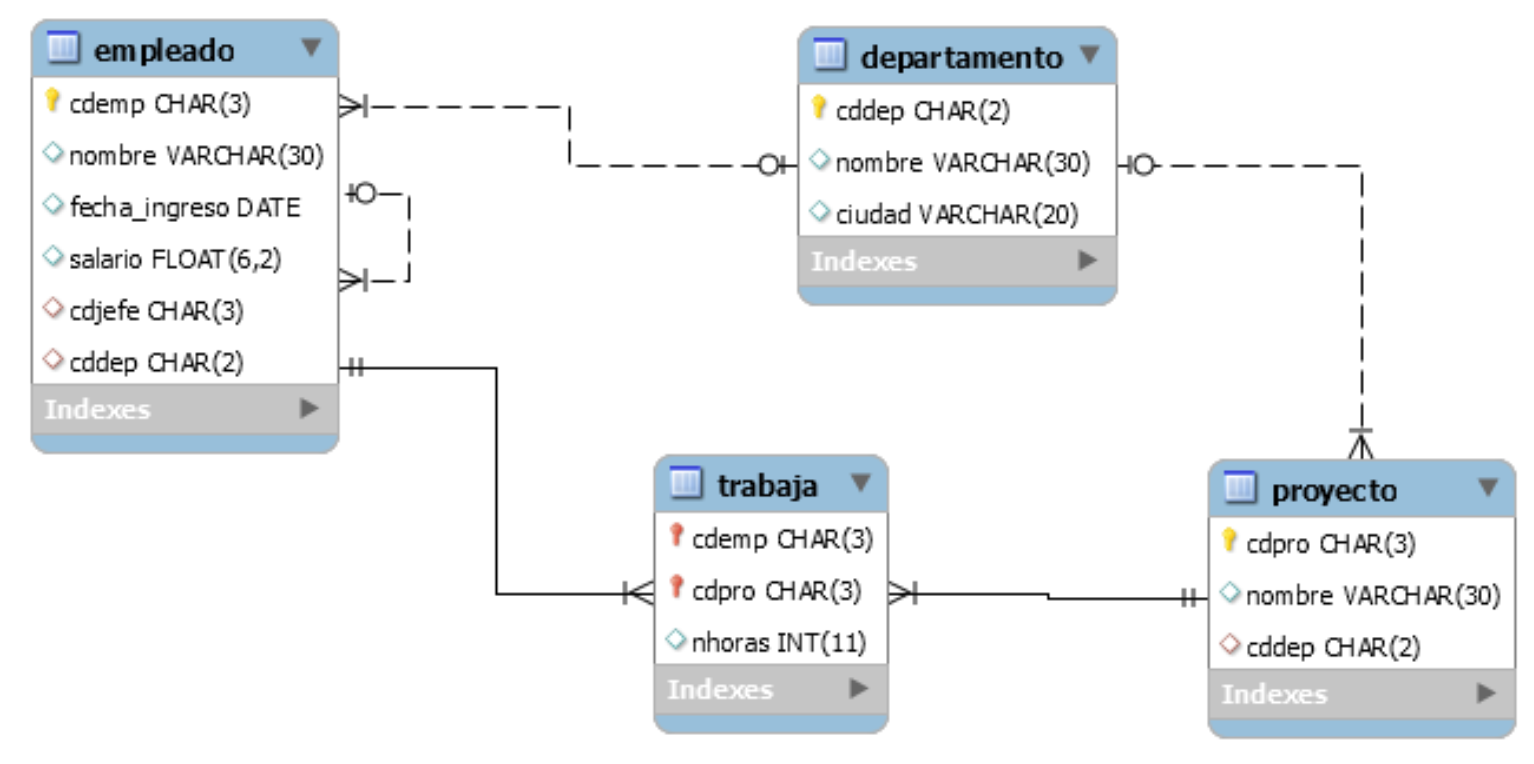 empleado
cdemp CHAR(3)
nombre VARCHAR(30)
fecha_ingreso DATE
salario FLOAT(6,2)
cdjefe CHAR(3)
cddep CHAR(2)
Indexes
departamento
cddep CHAR(2)
nombre VARCHAR(30)
ciudad VARCHAR(20)
Indexes
trabaja
cdemp CHAR(3)
cdpro CHAR(3)
nhoras INT(11)
Indexes
proyecto
cdpro CHAR(3)
nombre VARCHAR(30)
cddep CHAR(2)
Indexes